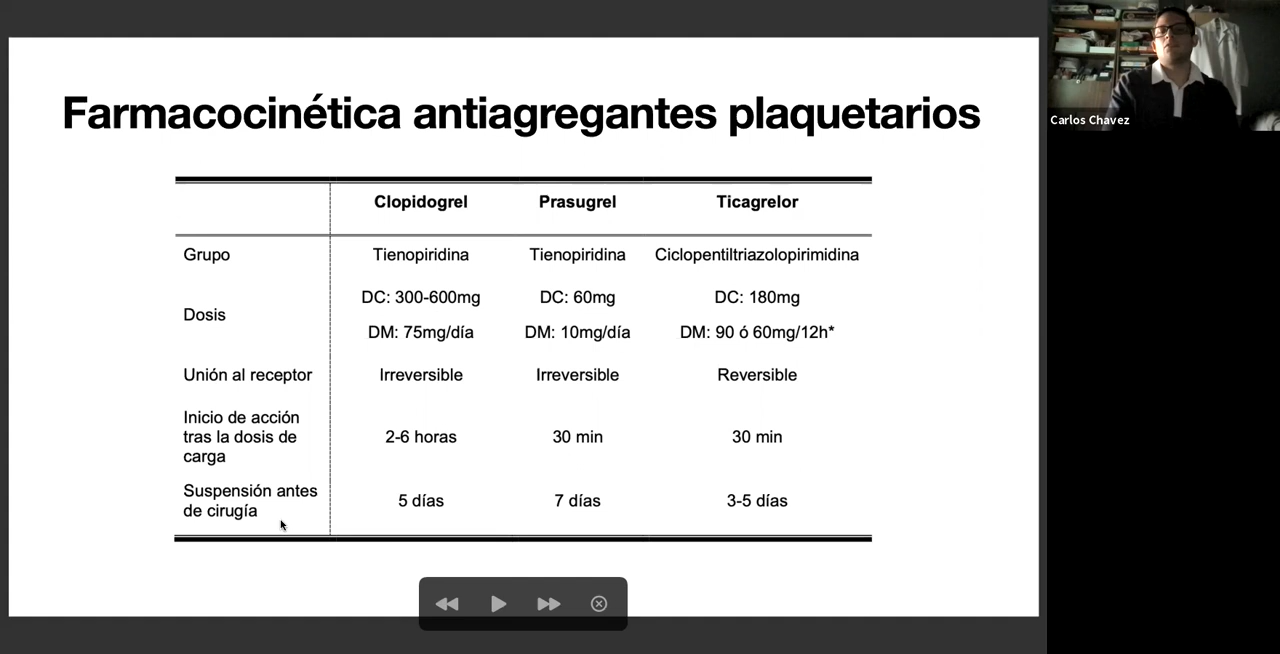 Farmacocinética antiagregantes plaquetarios
Clopidogrel Prasugrel Ticagrelor
Grupo Tienopiridina Tienopiridina Ciclopentiltriazolopirimidina
Dosis
DC: 300-600mg DC: 60mg DC: 180mg
DM: 75mg/día DM: 10mg/día DM: 90 ó 60mg/12h*
Unión al receptor Irreversible Irreversible Reversible
Inicio de acción
tras la dosis de
carga
2-6 horas 30 min 30 min
Suspensión antes
de cirugía
5 días 7 días 3-5 días
Carlos Chavez